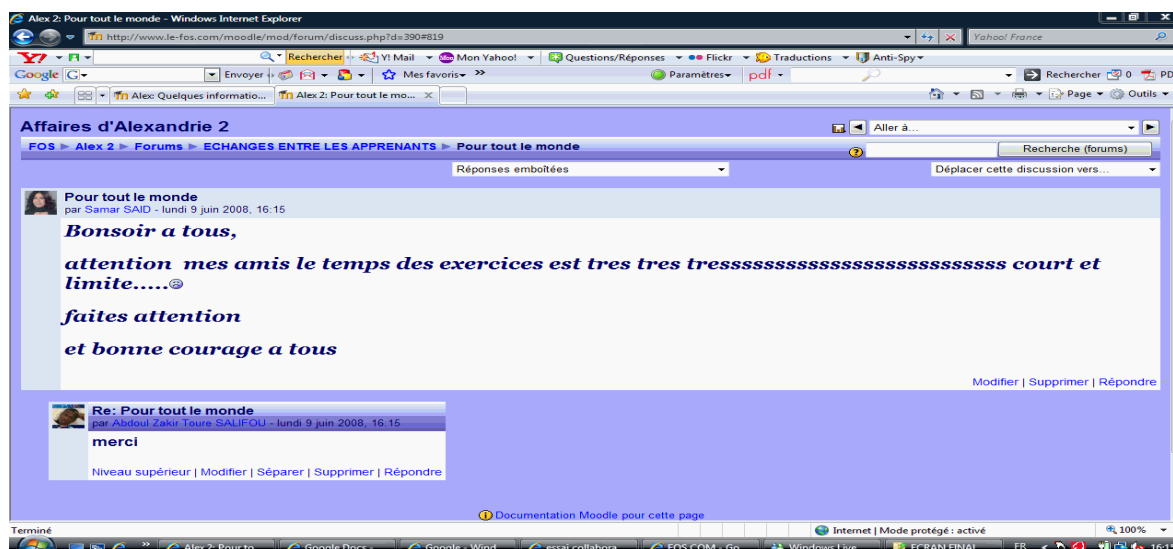 Alex 2: Pour tout le monde - Windows Internet Explorer
http://www.le-fos.com/moodle/mod/forum/discuss.php?d=390#819
Yahoo! France
Y! Rechercher Y! Mail Mon Yahoo! Flickr Questions/Réponses Traductions Anti-Spy
Google G Envoyer Mes favoris » Paramètres pdf Rechercher 0 PD
Alex: Quelques informatio... Alex 2: Pour tout le mo... Page Outils
Affaires d'Alexandrie 2
Aller à...
FOS ► Alex 2 ► Forums ► ECHANGES ENTRE LES APPRENANTS ► Pour tout le monde
Recherche (forums)
Réponses emboîtées
Déplacer cette discussion vers...
Pour tout le monde
par Samar SAID - lundi 9 juin 2008, 16:15
Bonsoir a tous,
attention mes amis le temps des exercices est tres tres tresssssssssssssssssssssssssssss court et
limite.....
faites attention
et bonne courage a tous
Modifier | Supprimer | Répondre
Re: Pour tout le monde
par Abdoul Zakir Toure SALIFOU - lundi 9 juin 2008, 16:15
merci
Niveau supérieur | Modifier | Séparer | Supprimer | Répondre
Documentation Moodle pour cette page
Terminé
Internet | Mode protégé : activé
100%
Alex 2: Pour to... Google Docs - Google - Wind... essai collabora... FOS.COM - Go... Windows Live ... ECRAN FINAL FR